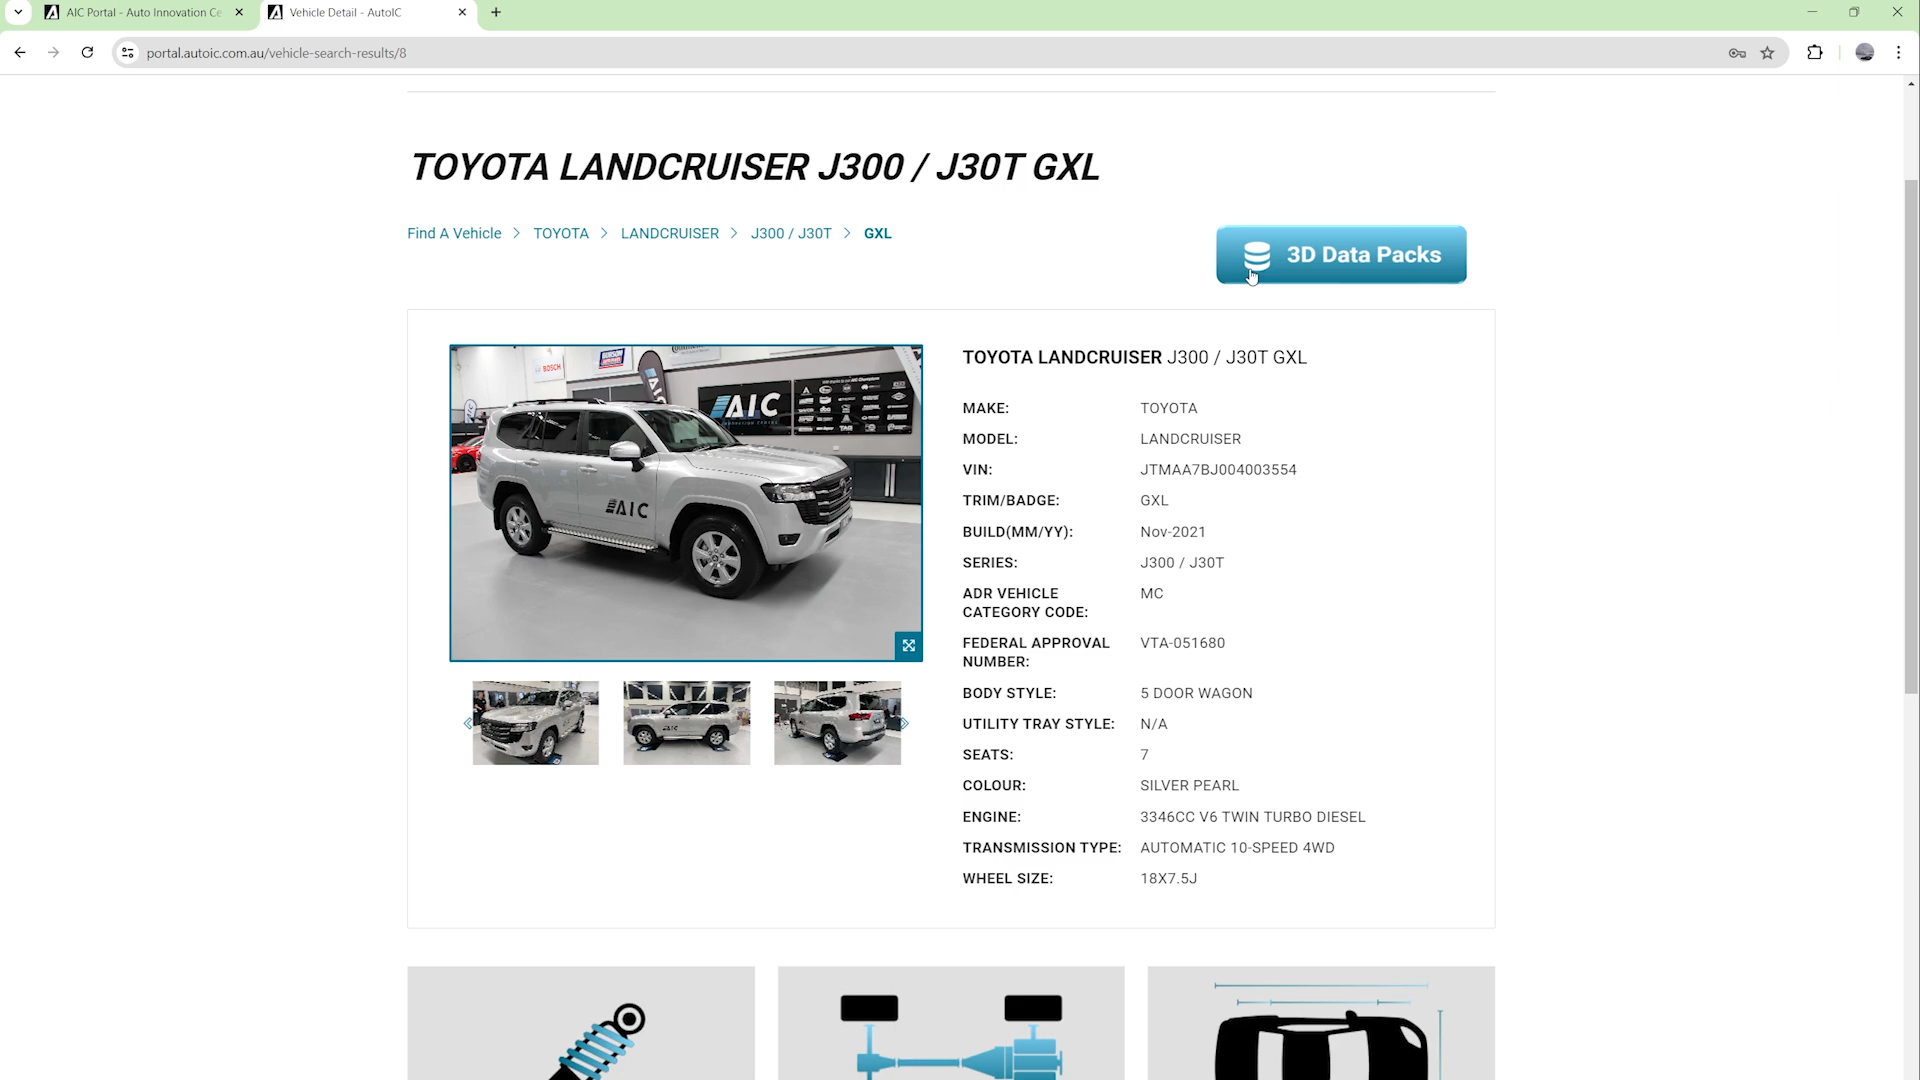 AIC Portal - Auto Innovation Ce
Vehicle Detail - AutoIC
portal.autoic.com.au/vehicle-search-results/8
TOYOTA LANDCRUISER J300 / J30T GXL
Find A Vehicle > TOYOTA > LANDCRUISER > J300 / J30T > GXL
3D Data Packs
BOSCH
AIC
AIC
TOYOTA LANDCRUISER J300 / J30T GXL
MAKE: TOYOTA
MODEL: LANDCRUISER
VIN: JTMAA7BJ004003554
TRIM/BADGE: GXL
BUILD(MM/YY): Nov-2021
SERIES: J300 / J30T
ADR VEHICLE MC
CATEGORY CODE:
FEDERAL APPROVAL VTA-051680
NUMBER:
BODY STYLE: 5 DOOR WAGON
UTILITY TRAY STYLE: N/A
SEATS: 7
COLOUR: SILVER PEARL
ENGINE: 3346CC V6 TWIN TURBO DIESEL
TRANSMISSION TYPE: AUTOMATIC 10-SPEED 4WD
WHEEL SIZE: 18X7.5J